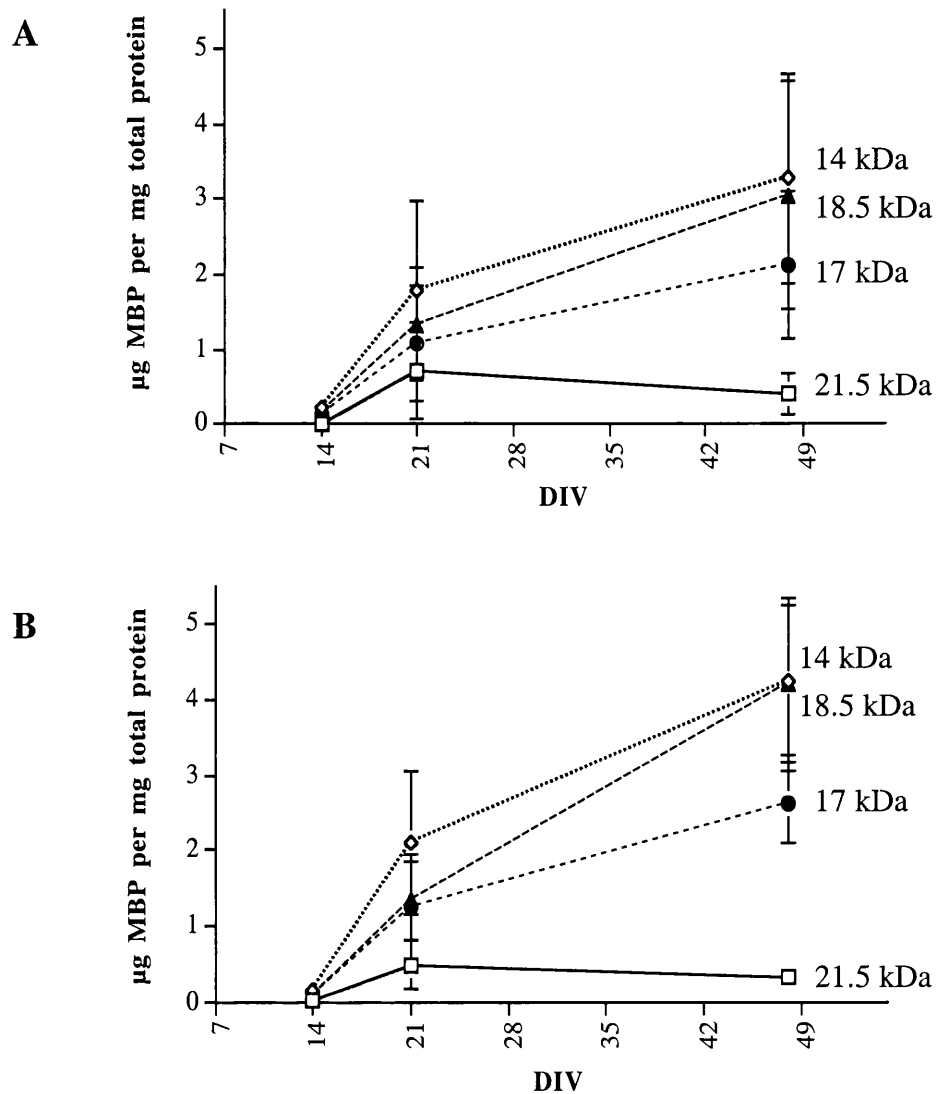 A
µg MBP per mg total protein
5
4
3
2
1
0
14 kDa
18.5 kDa
17 kDa
21.5 kDa
7 14 21 28 35 42 49
DIV
B
µg MBP per mg total protein
5
4
3
2
1
0
14 kDa
18.5 kDa
17 kDa
21.5 kDa
7 14 21 28 35 42 49
DIV